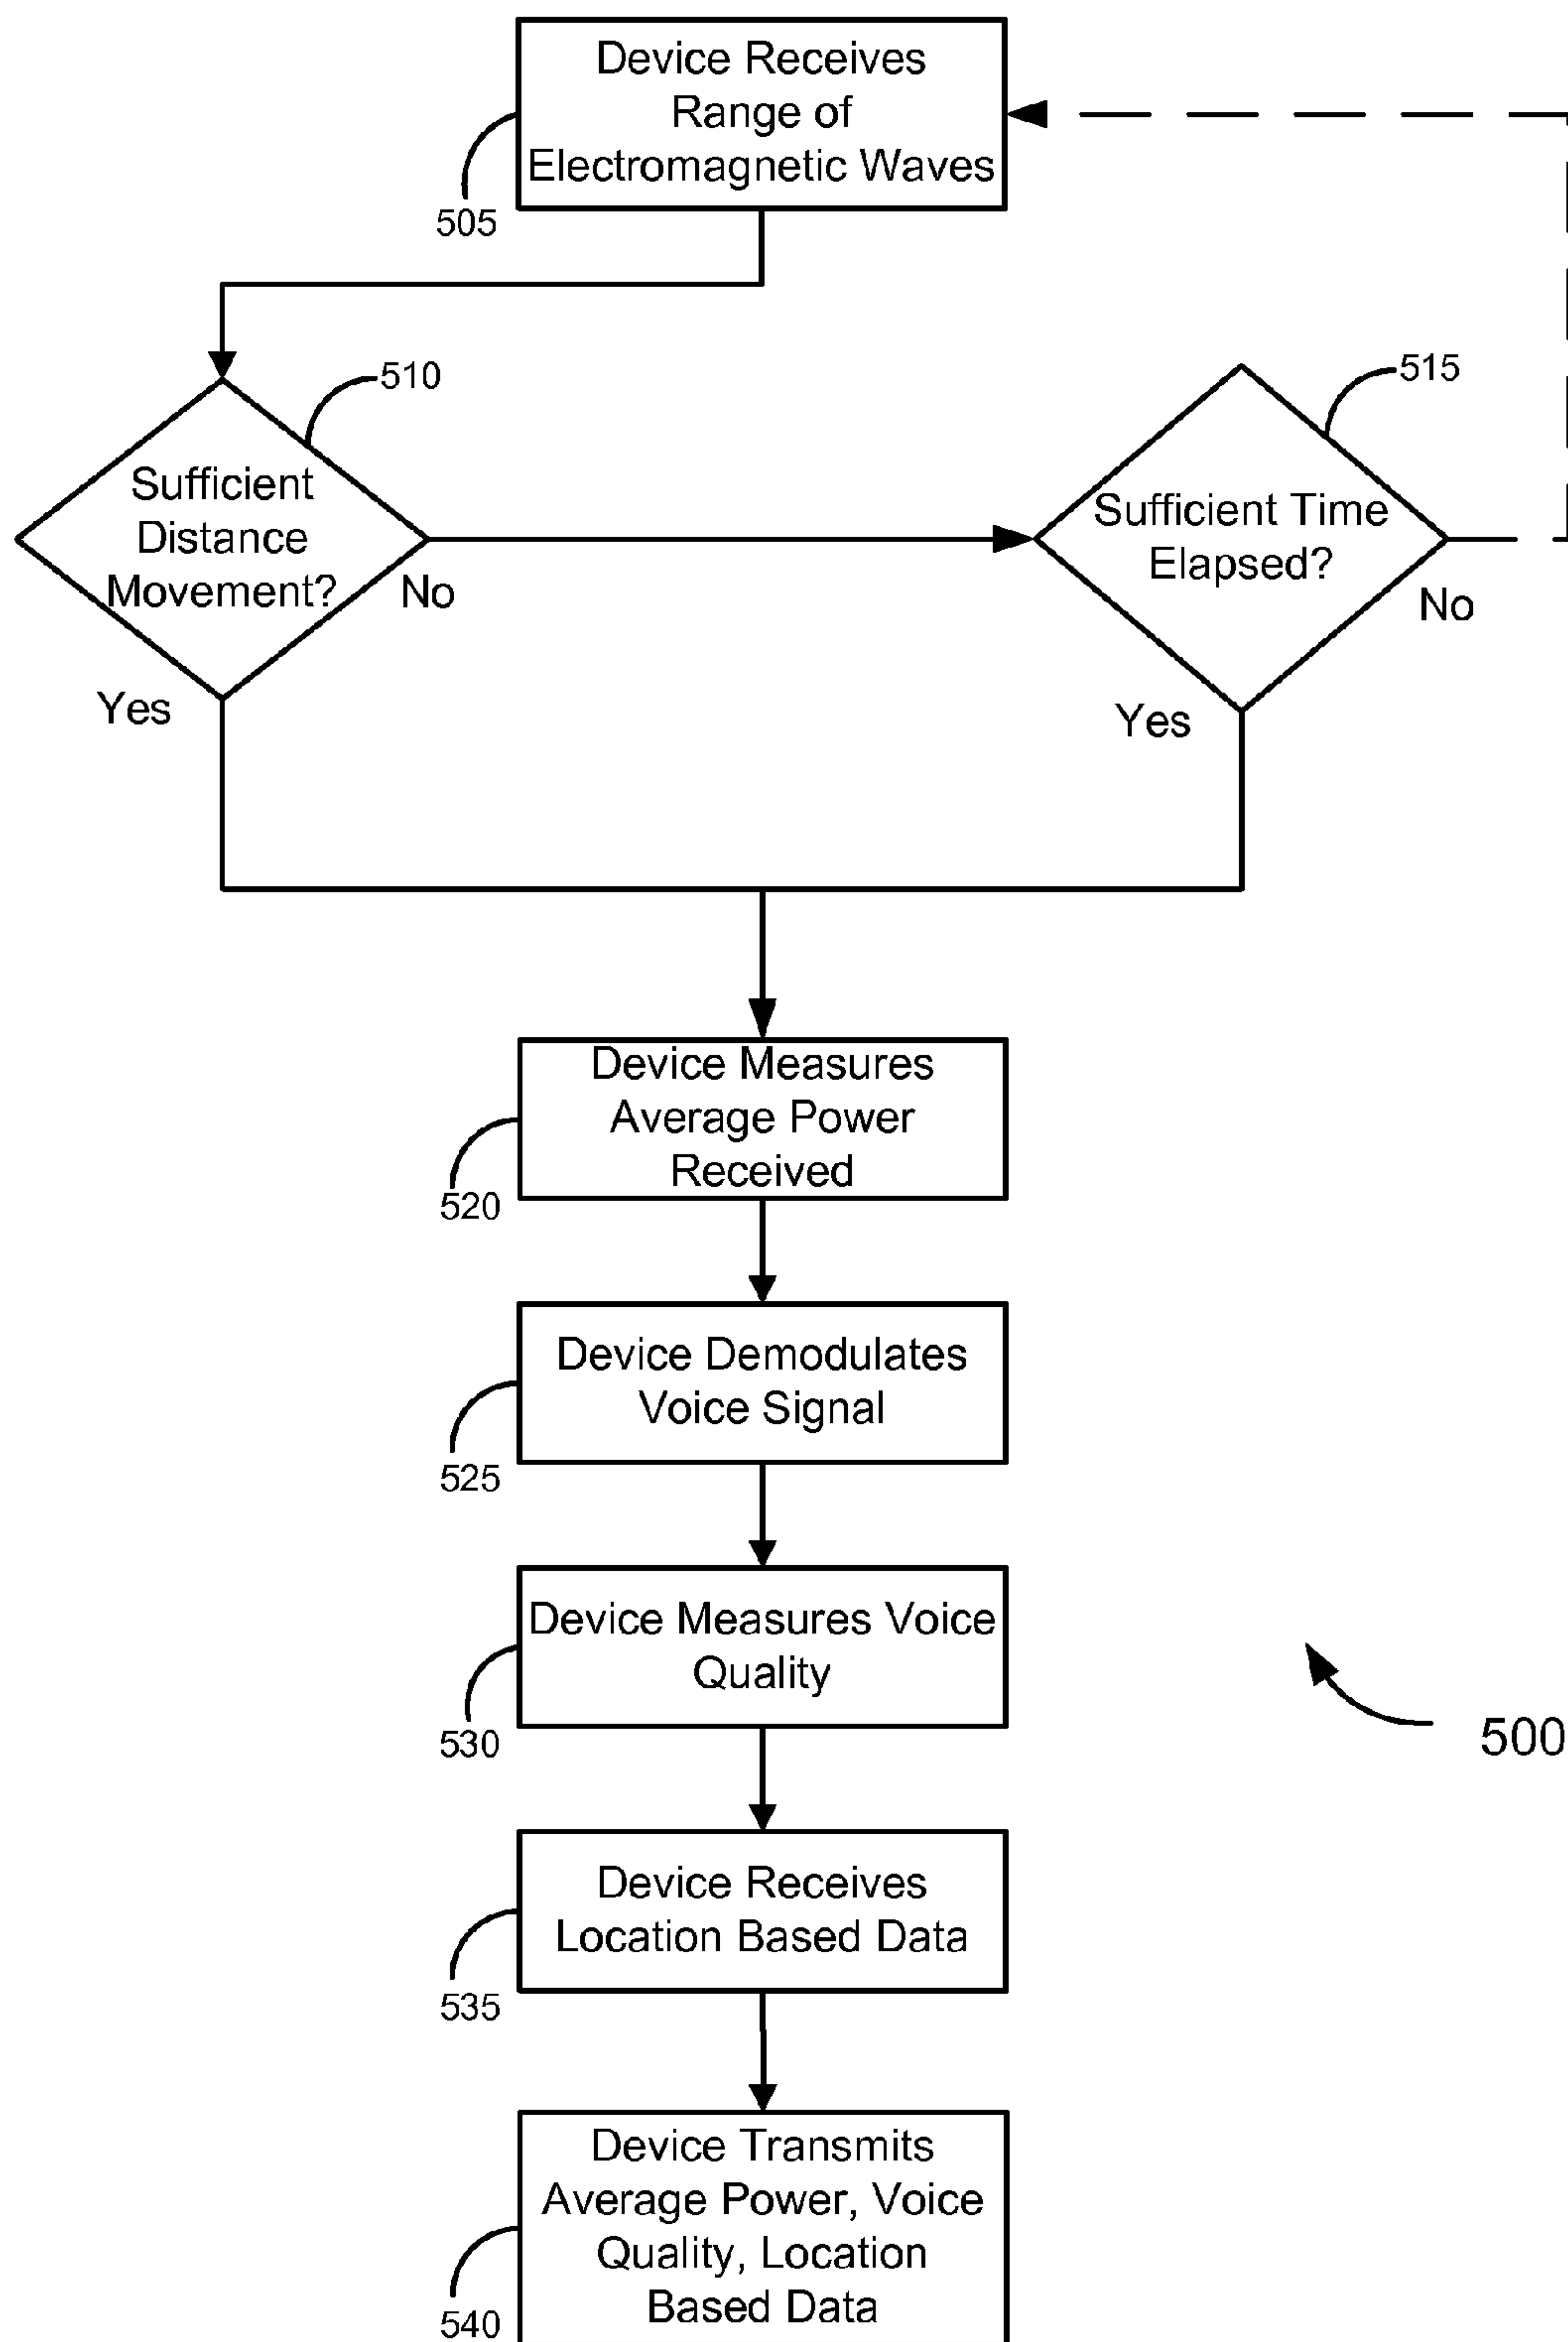 Device Receives
Range of
Electromagnetic Waves
505
510
Sufficient
Distance
Movement?
No
Yes
515
Sufficient Time
Elapsed?
No
Yes
Device Measures
Average Power
Received
520
Device Demodulates
Voice Signal
525
Device Measures Voice
Quality
530
500
Device Receives
Location Based Data
535
Device Transmits
Average Power, Voice
Quality, Location
Based Data
540